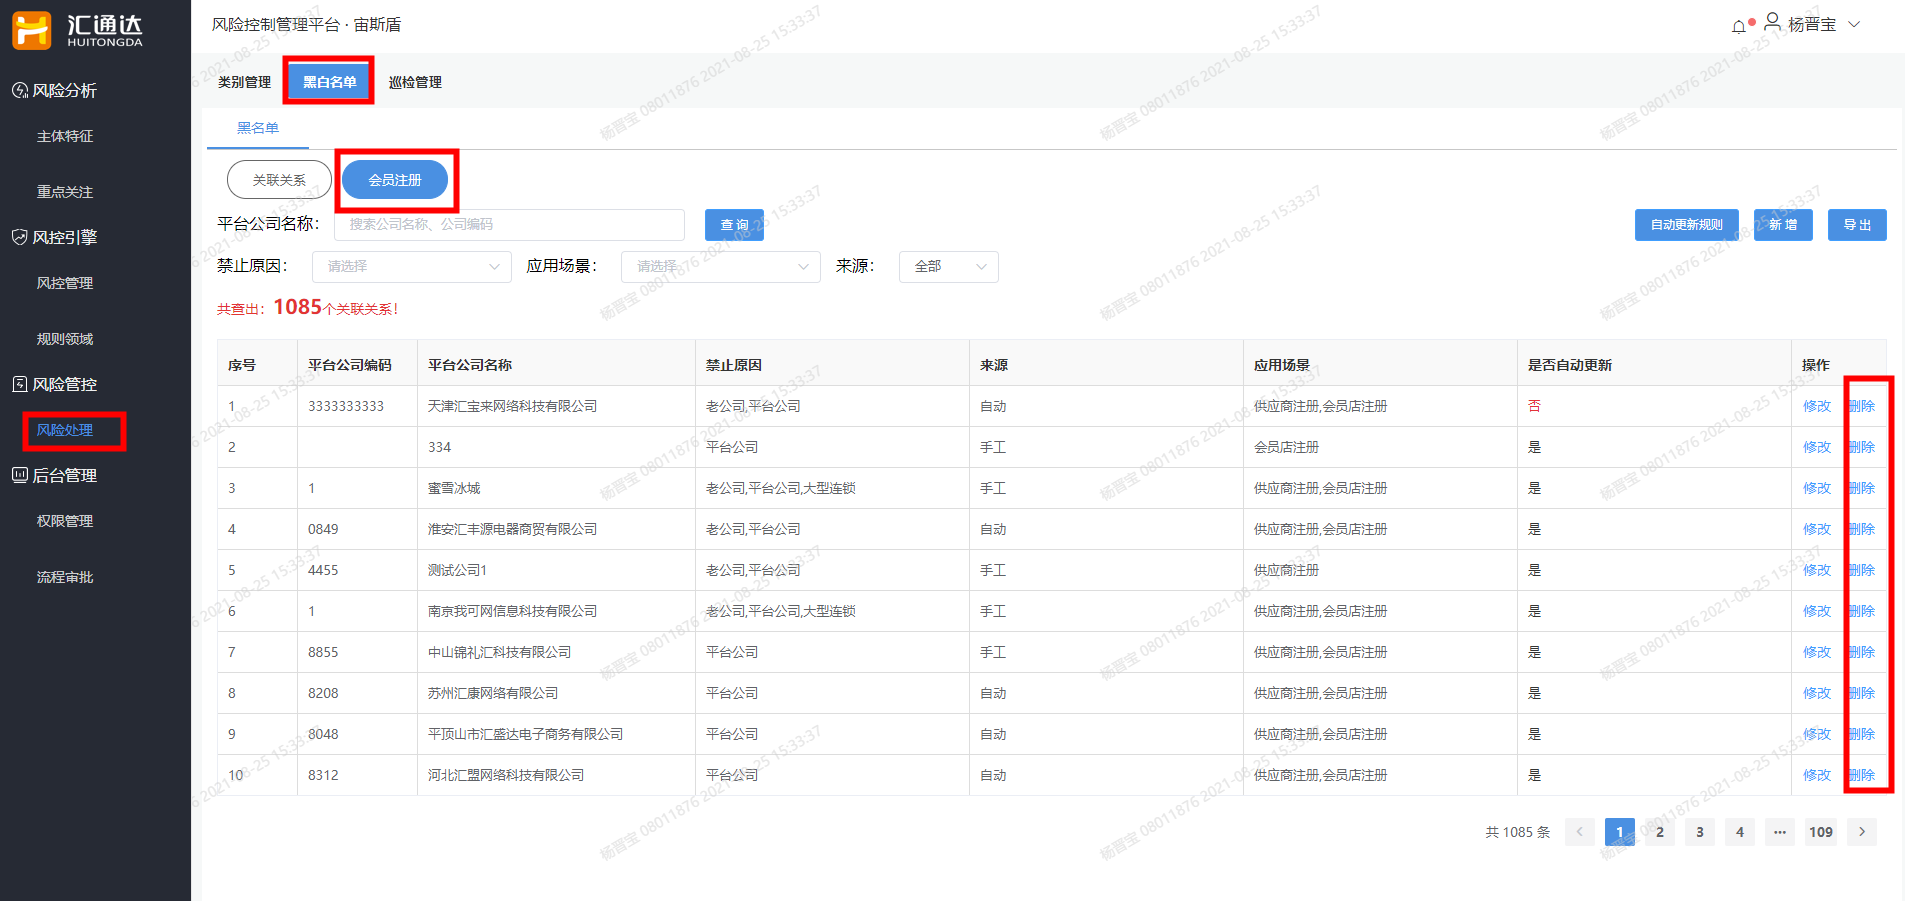 汇通达
HUITONGDA
风险控制管理平台 · 宙斯盾
杨晋宝
风险分析
主体特征
重点关注
风控引擎
风控管理
规则领域
风险管控
风险处理
后台管理
权限管理
流程审批
类别管理 黑白名单 巡检管理
黑名单
关联关系 会员注册
平台公司名称： 搜索公司名称、公司编码 查 询 自动更新规则 新 增 导 出
禁止原因： 请选择 应用场景： 请选择 来源： 全部
共查出：1085个关联关系！
序号 平台公司编码 平台公司名称 禁止原因 来源 应用场景 是否自动更新 操作
1 3333333333 天津汇宝来网络科技有限公司 老公司,平台公司 自动 供应商注册,会员店注册 否 修改 删除
2 334 平台公司 手工 会员店注册 是 修改 删除
3 1 蜜雪冰城 老公司,平台公司,大型连锁 手工 供应商注册,会员店注册 是 修改 删除
4 0849 淮安汇丰源电器商贸有限公司 老公司,平台公司 自动 供应商注册,会员店注册 是 修改 删除
5 4455 测试公司1 老公司,平台公司 手工 供应商注册 是 修改 删除
6 1 南京我可网信息科技有限公司 老公司,平台公司,大型连锁 手工 供应商注册,会员店注册 是 修改 删除
7 8855 中山锦礼汇科技有限公司 平台公司 手工 供应商注册,会员店注册 是 修改 删除
8 8208 苏州汇康网络有限公司 平台公司 自动 供应商注册,会员店注册 是 修改 删除
9 8048 平顶山市汇盛达电子商务有限公司 平台公司 自动 供应商注册,会员店注册 是 修改 删除
10 8312 河北汇盟网络科技有限公司 平台公司 自动 供应商注册,会员店注册 是 修改 删除
共 1085 条 1 2 3 4 ··· 109
杨晋宝 08011876 2021-08-25 15:33:37